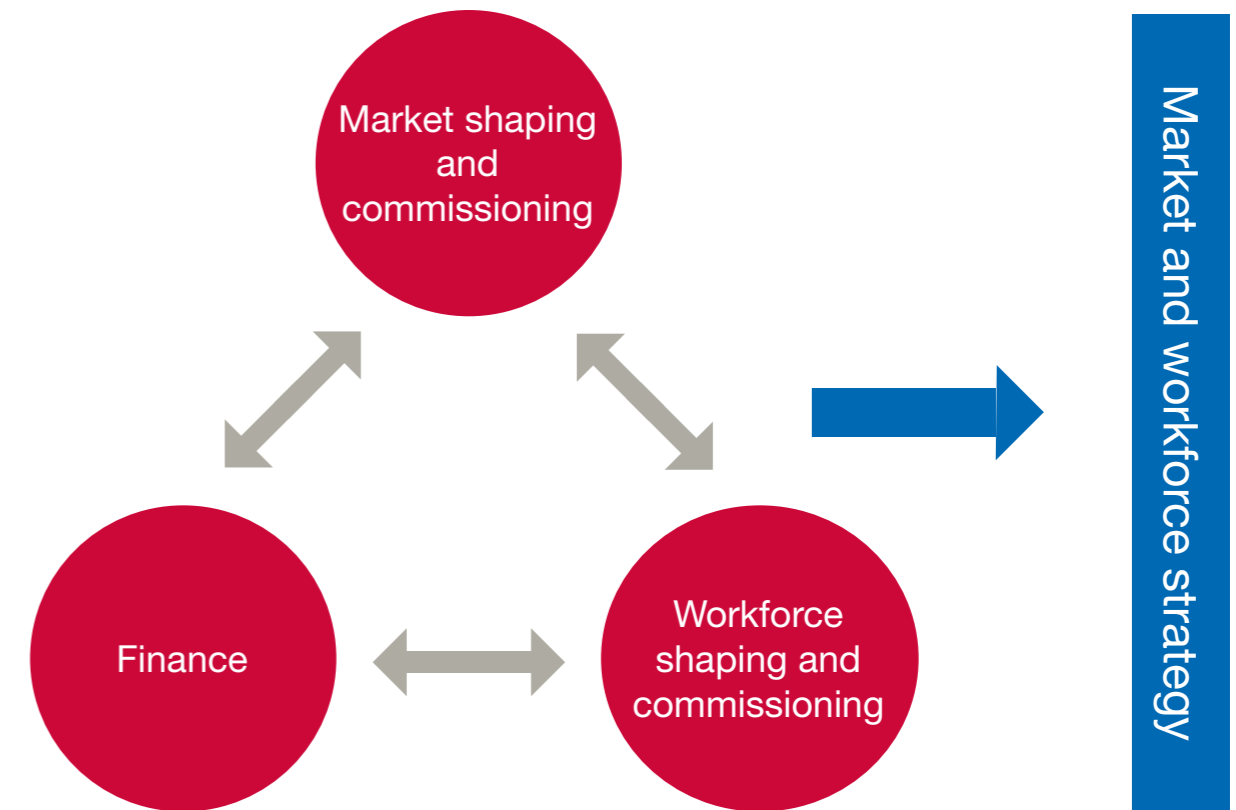 Market shaping
and
commissioning
Finance
Workforce
shaping and
commissioning
Market and workforce strategy